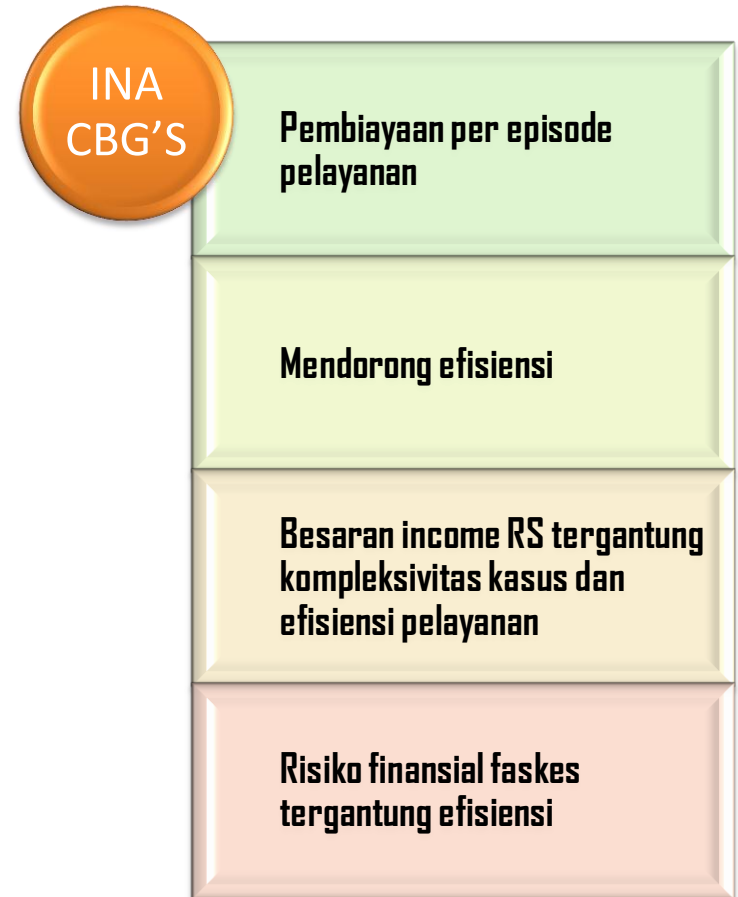 INA
CBG’S
Pembiayaan per episode
pelayanan
Mendorong efisiensi
Besaran income RS tergantung
kompleksivitas kasus dan
efisiensi pelayanan
Risiko finansial faskes
tergantung efisiensi